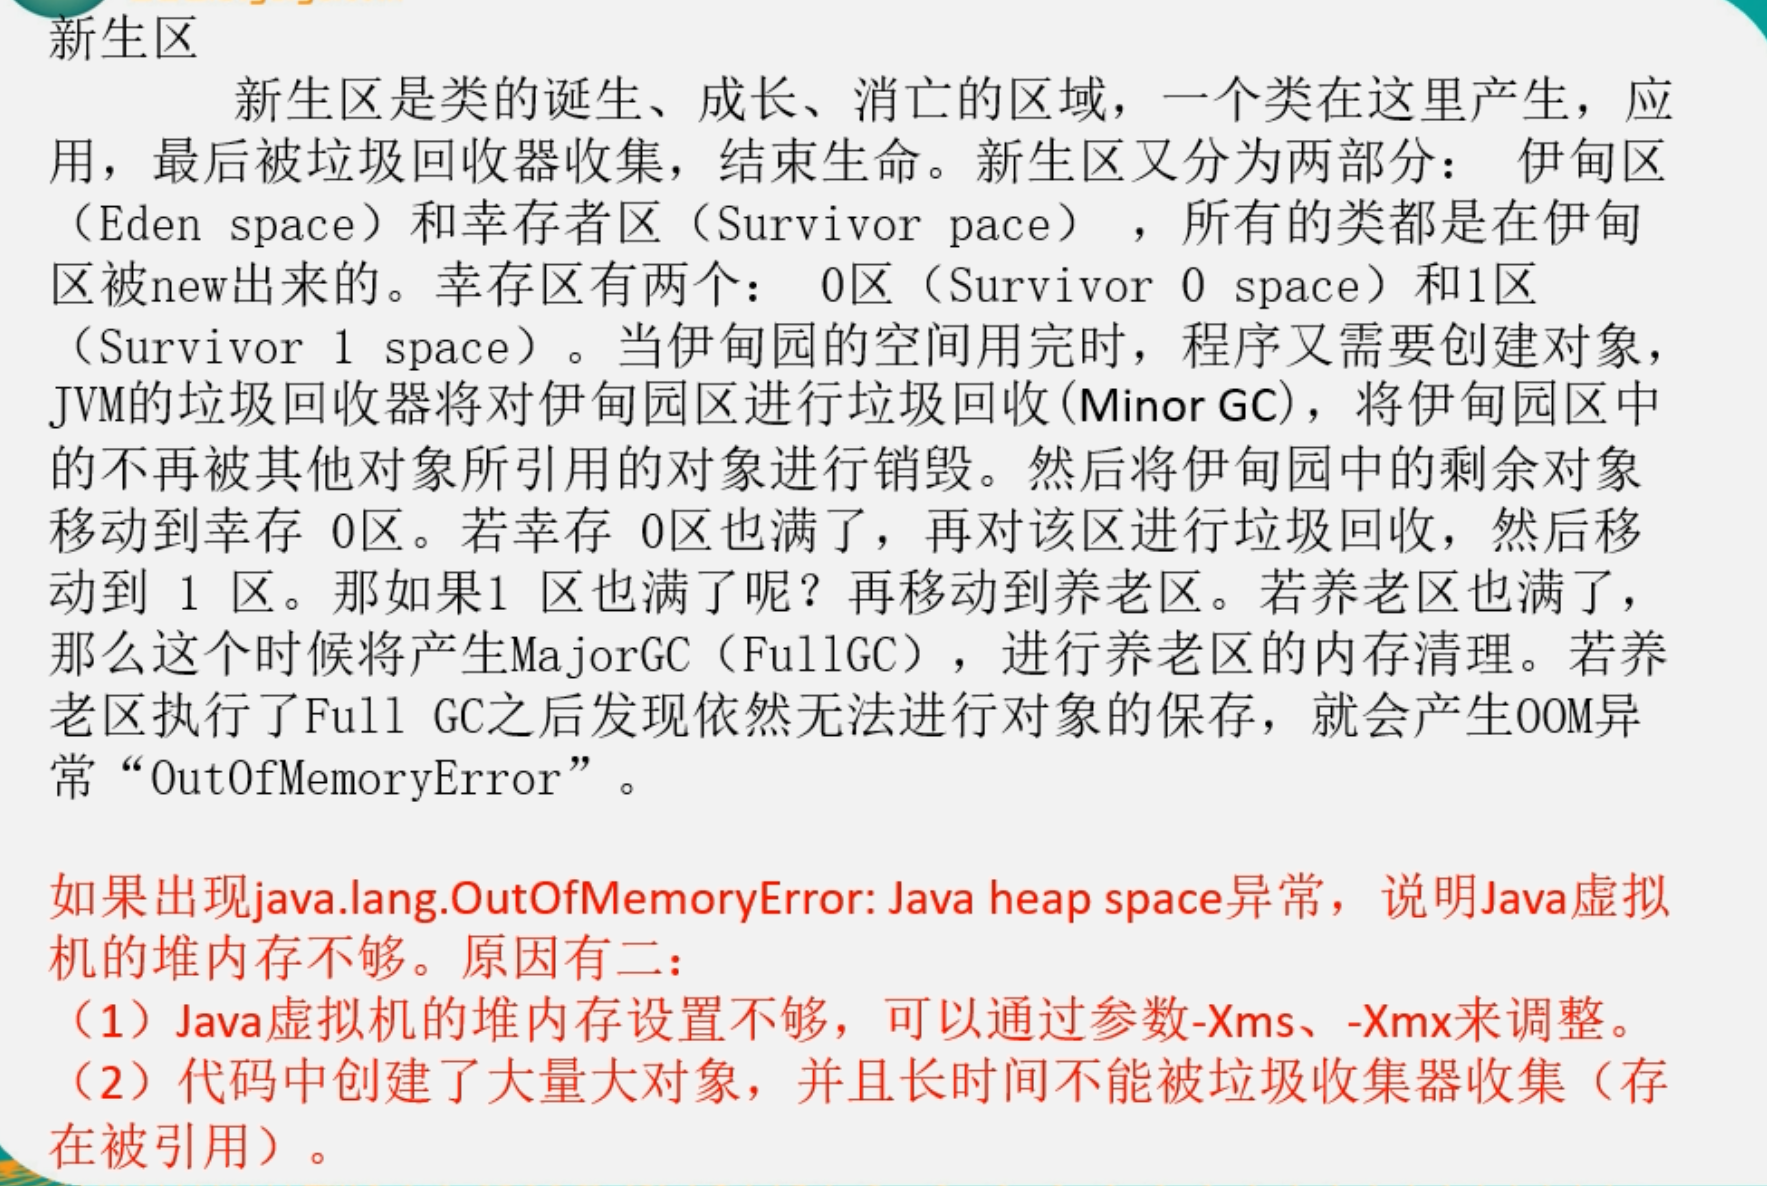 新生区
新生区是类的诞生、成长、消亡的区域，一个类在这里产生，应
用，最后被垃圾回收器收集，结束生命。新生区又分为两部分： 伊甸区
（Eden space）和幸存者区（Survivor pace） ，所有的类都是在伊甸
区被new出来的。幸存区有两个： 0区（Survivor 0 space）和1区
（Survivor 1 space）。当伊甸园的空间用完时，程序又需要创建对象，
JVM的垃圾回收器将对伊甸园区进行垃圾回收(Minor GC)，将伊甸园区中
的不再被其他对象所引用的对象进行销毁。然后将伊甸园中的剩余对象
移动到幸存 0区。若幸存 0区也满了，再对该区进行垃圾回收，然后移
动到 1 区。那如果1 区也满了呢？再移动到养老区。若养老区也满了，
那么这个时候将产生MajorGC（FullGC），进行养老区的内存清理。若养
老区执行了Full GC之后发现依然无法进行对象的保存，就会产生OOM异
常“OutOfMemoryError”。
如果出现java.lang.OutOfMemoryError: Java heap space异常，说明Java虚拟
机的堆内存不够。原因有二：
（1）Java虚拟机的堆内存设置不够，可以通过参数-Xms、-Xmx来调整。
（2）代码中创建了大量大对象，并且长时间不能被垃圾收集器收集（存
在被引用）。